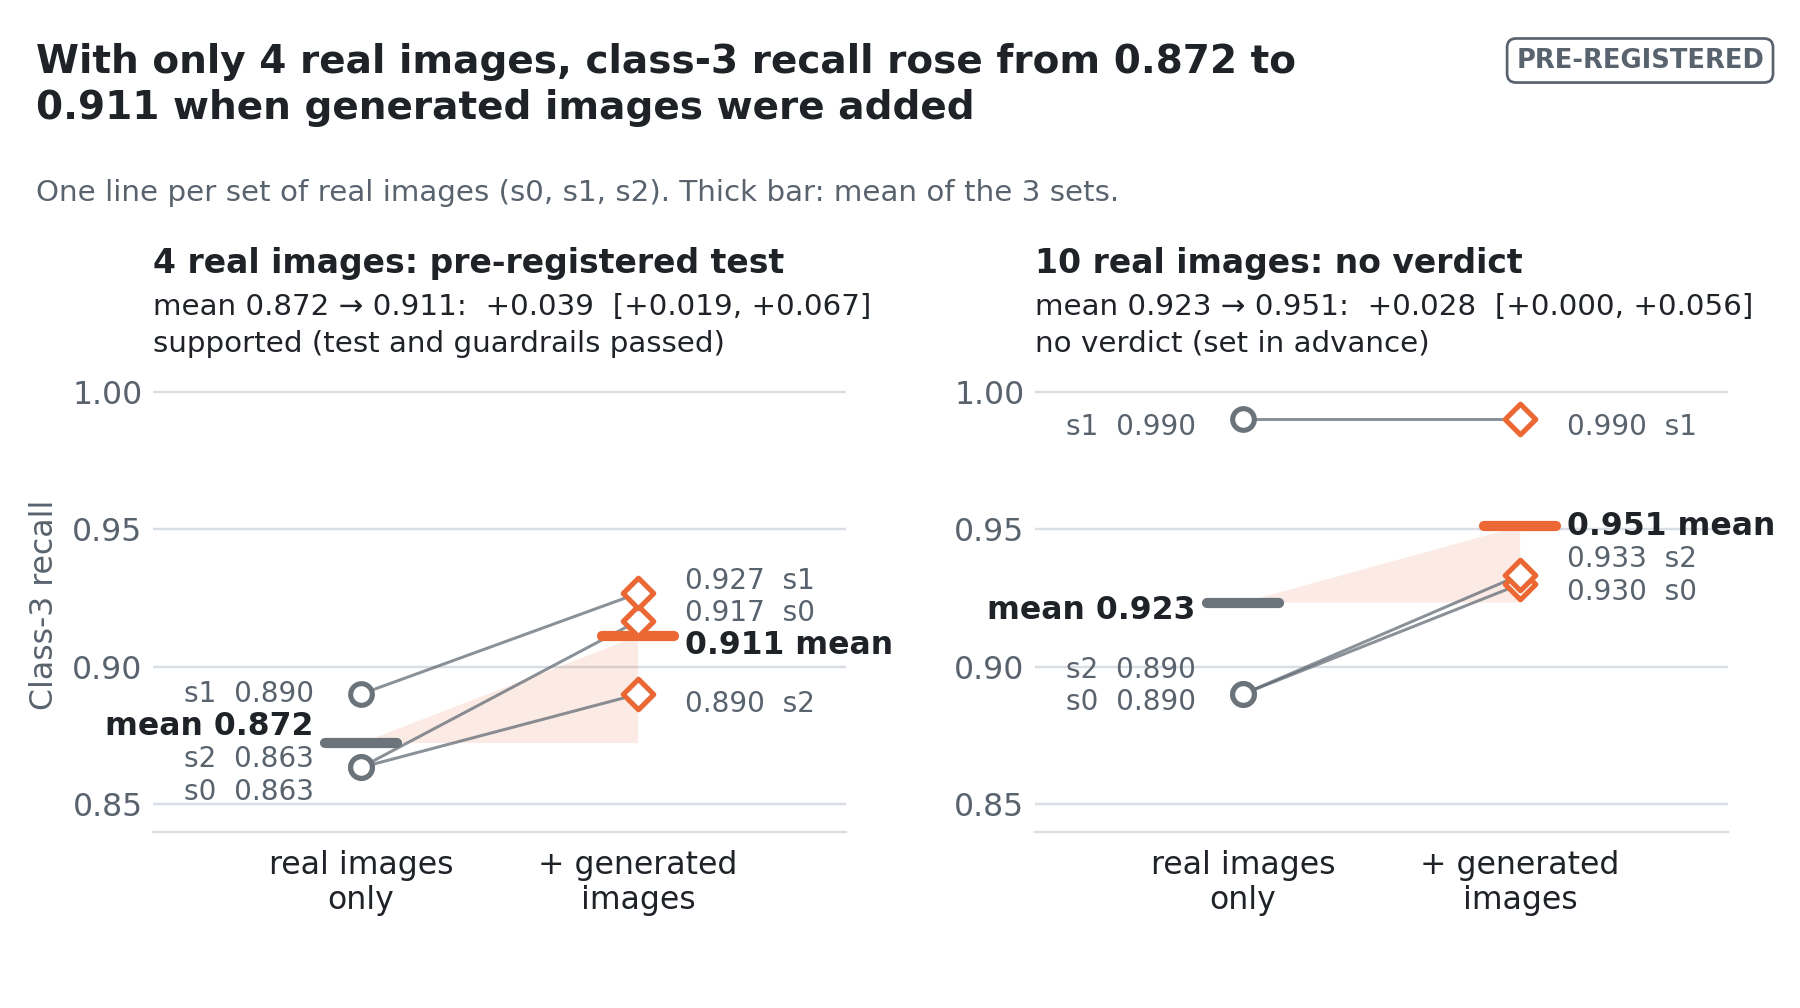 With only 4 real images, class-3 recall rose from 0.872 to
0.911 when generated images were added
PRE-REGISTERED
One line per set of real images (s0, s1, s2). Thick bar: mean of the 3 sets.
4 real images: pre-registered test
mean 0.872 → 0.911:  +0.039  [+0.019, +0.067]
supported (test and guardrails passed)
Class-3 recall
1.00
0.95
0.90
0.85
s1  0.890
mean 0.872
s2  0.863
s0  0.863
0.927  s1
0.917  s0
0.911 mean
0.890  s2
real images
only
+ generated
images
10 real images: no verdict
mean 0.923 → 0.951:  +0.028  [+0.000, +0.056]
no verdict (set in advance)
1.00
0.95
0.90
0.85
s1  0.990
mean 0.923
s2  0.890
s0  0.890
0.990  s1
0.951 mean
0.933  s2
0.930  s0
real images
only
+ generated
images